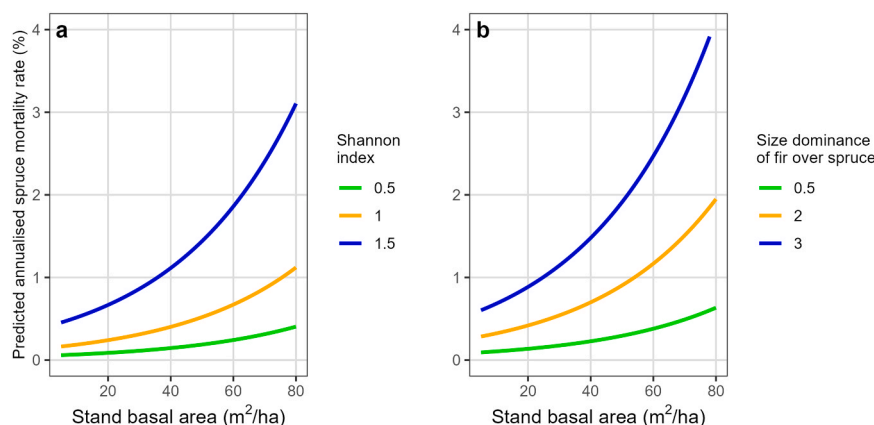 a
4
3
2
1
0
Predicted annualised spruce mortality rate (%)
20 40 60 80
Stand basal area (m²/ha)
Shannon
index
0.5
1
1.5
b
4
3
2
1
0
20 40 60 80
Stand basal area (m²/ha)
Size dominance
of fir over spruce
0.5
2
3